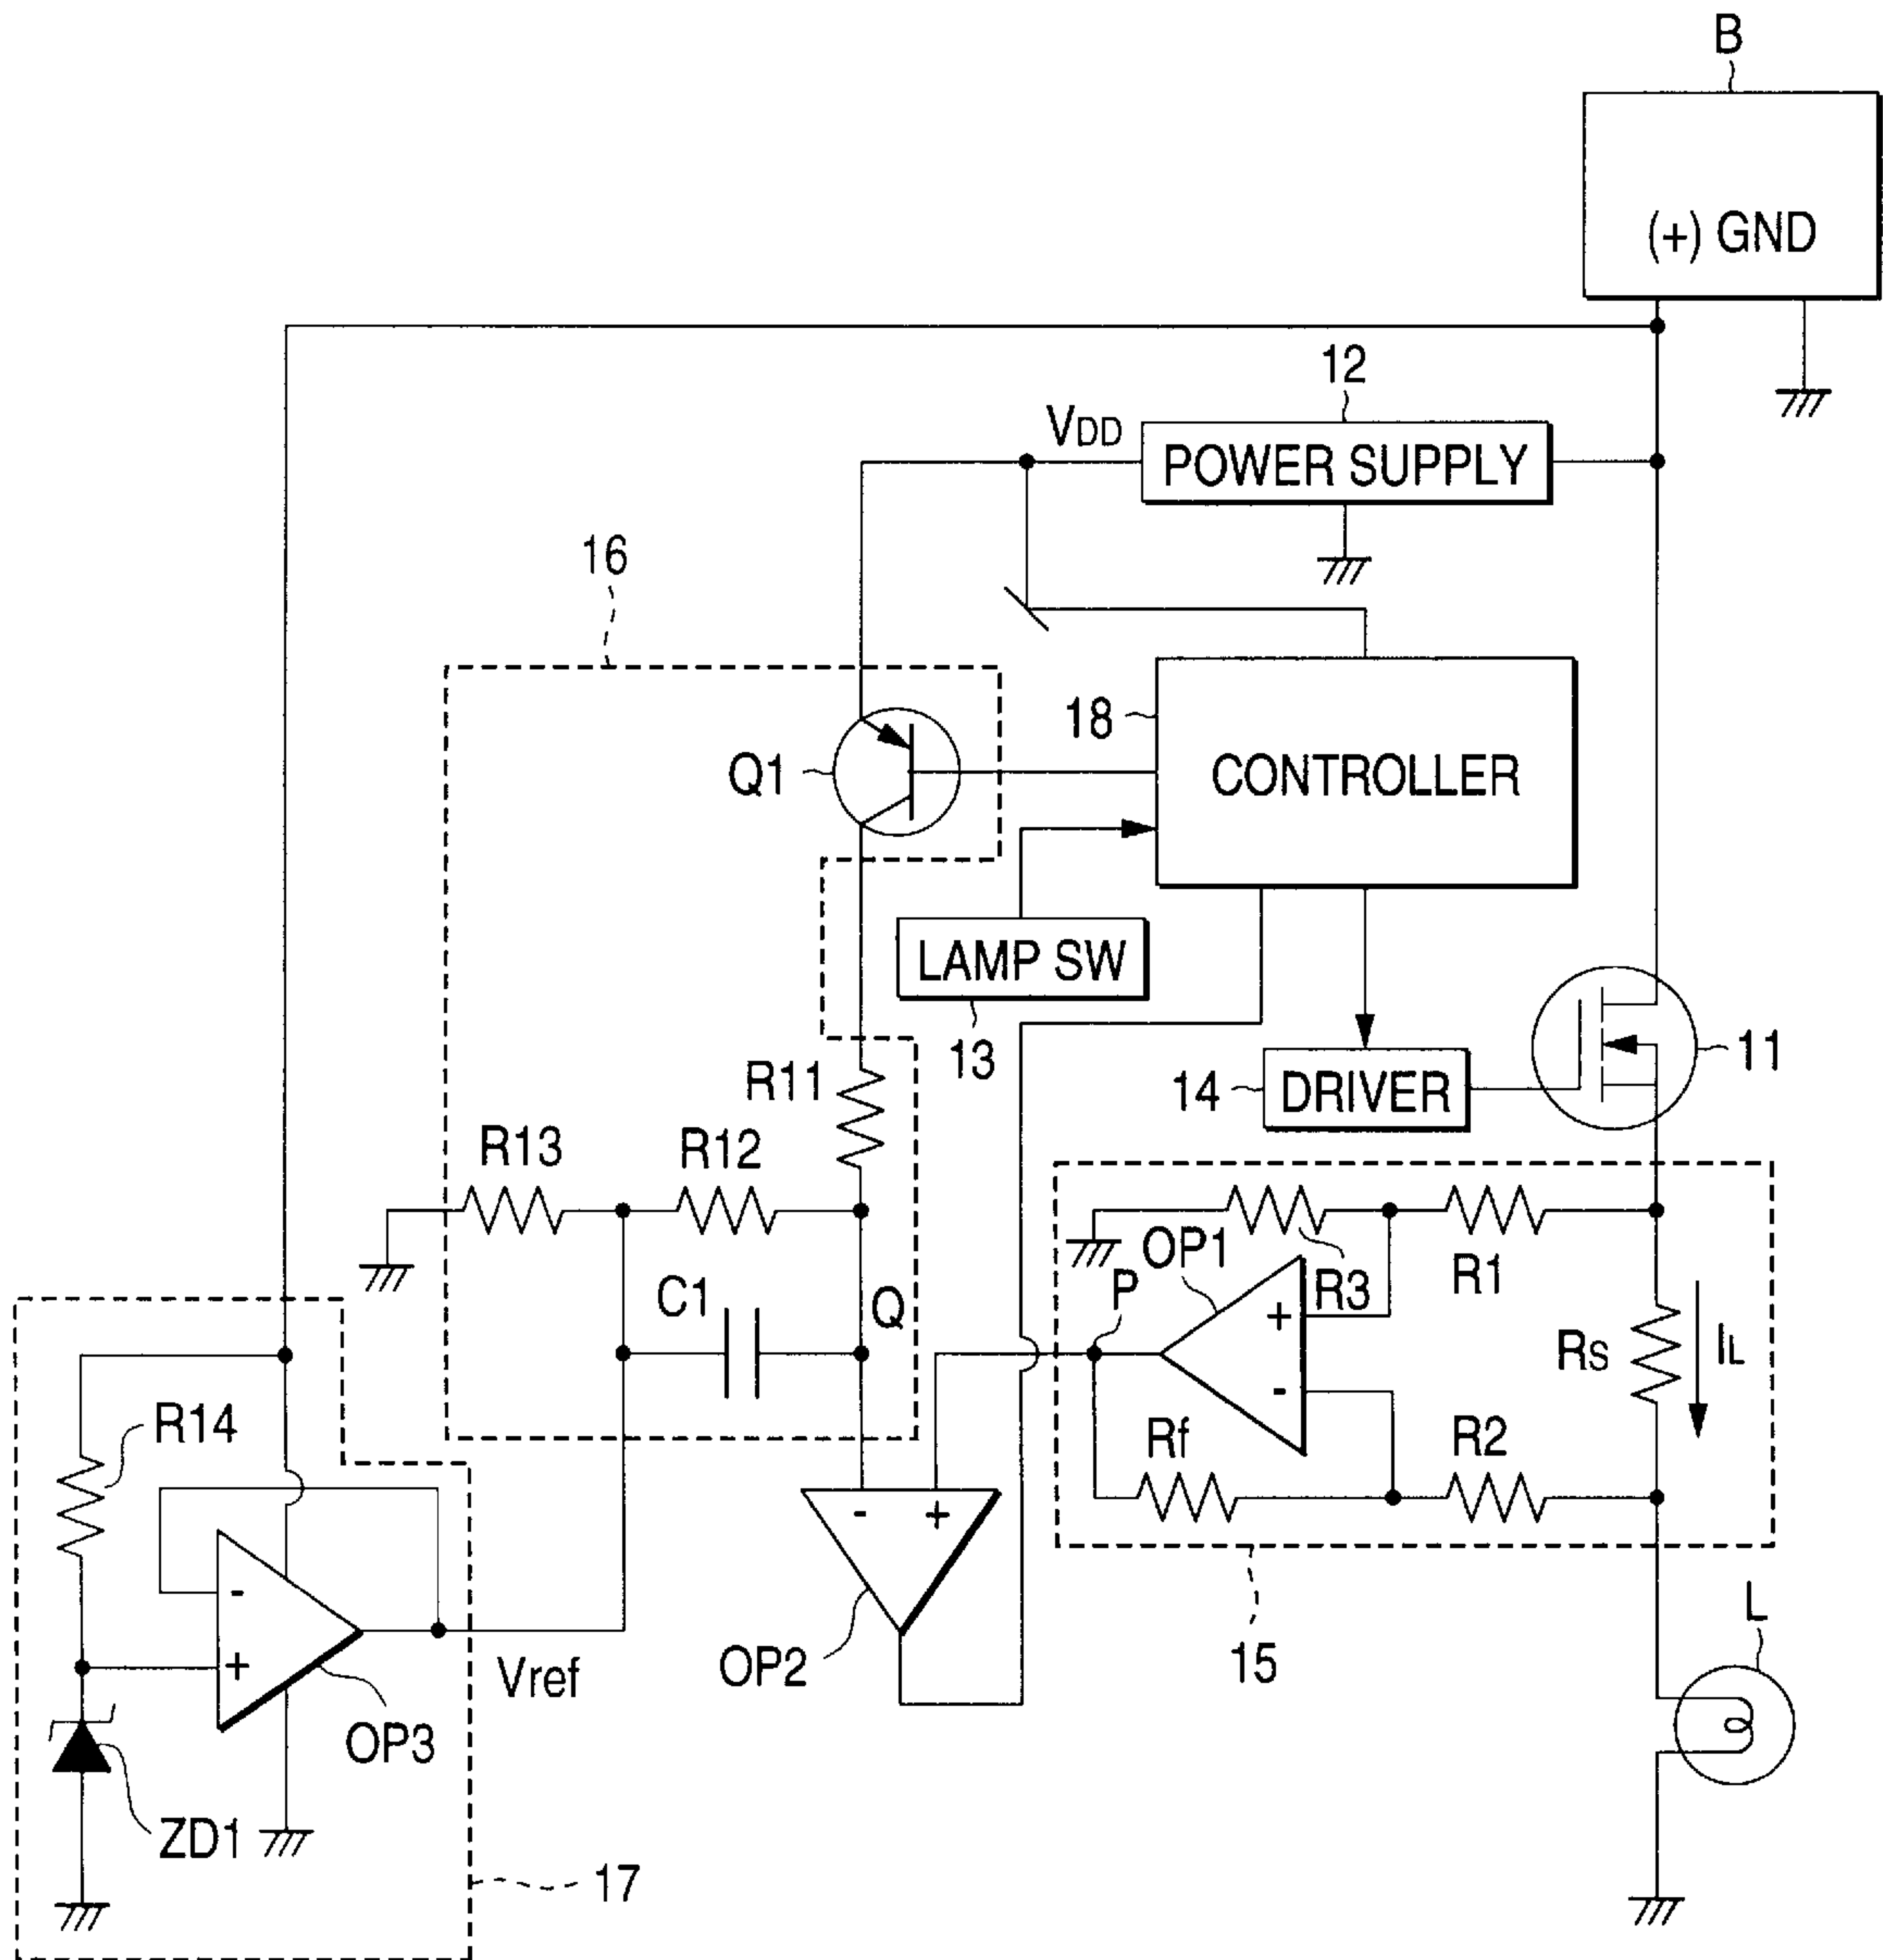 B
(+) GND
12
VDD
POWER SUPPLY
16
18
CONTROLLER
Q1
LAMP SW
13
14
DRIVER
11
R11
R13
R12
OP1
P
R3
R1
C1
Q
+
-
RS
IL
R14
Rf
R2
-
+
-
+
OP2
15
L
Vref
OP3
ZD1
17